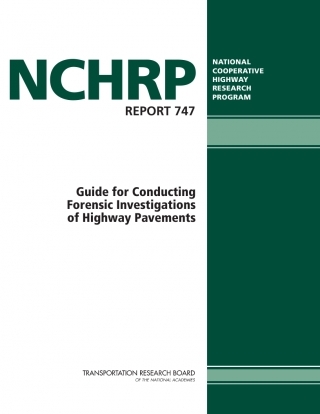 NCHRP
REPORT 747
NATIONAL
COOPERATIVE
HIGHWAY
RESEARCH
PROGRAM
Guide for Conducting
Forensic Investigations
of Highway Pavements
TRANSPORTATION RESEARCH BOARD
OF THE NATIONAL ACADEMIES